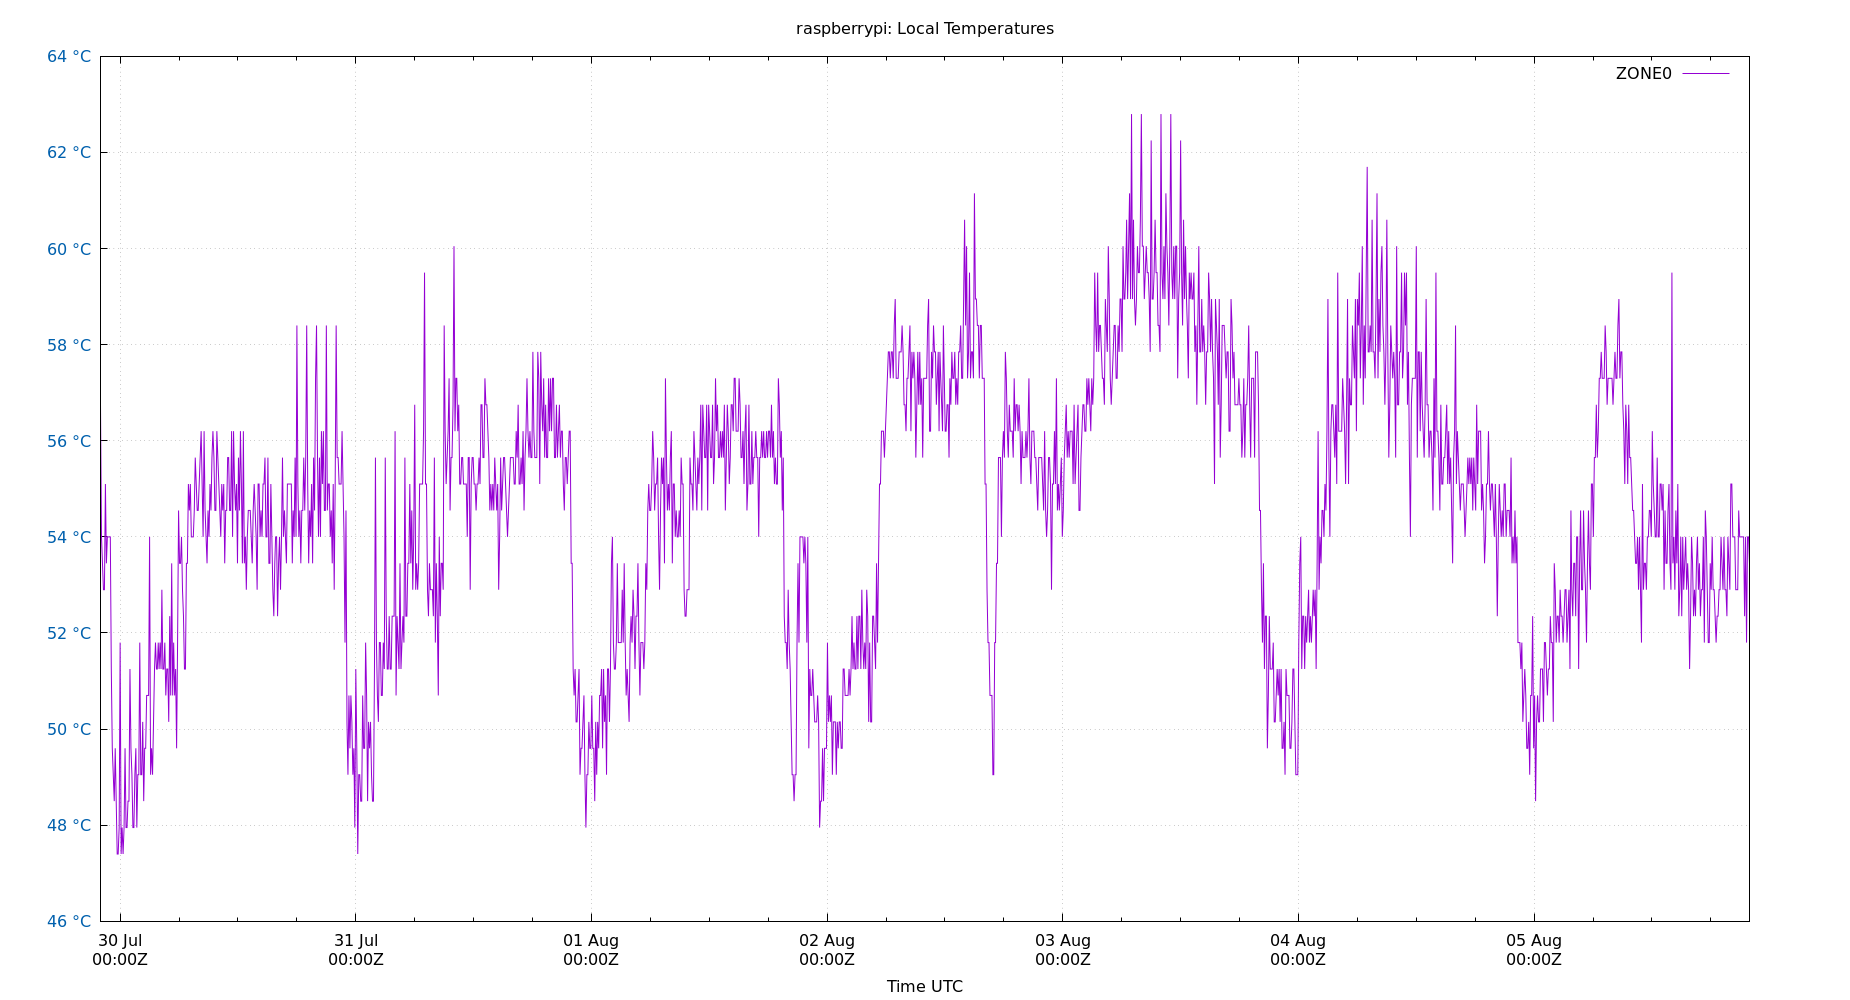 raspberrypi: Local Temperatures
64 °C
ZONE0
62 °C
60 °C
58 °C
56 °C
54 °C
52 °C
50 °C
48 °C
46 °C
30 Jul 31 Jul 01 Aug 02 Aug 03 Aug 04 Aug 05 Aug
00:00Z 00:00Z 00:00Z 00:00Z 00:00Z 00:00Z 00:00Z
Time UTC